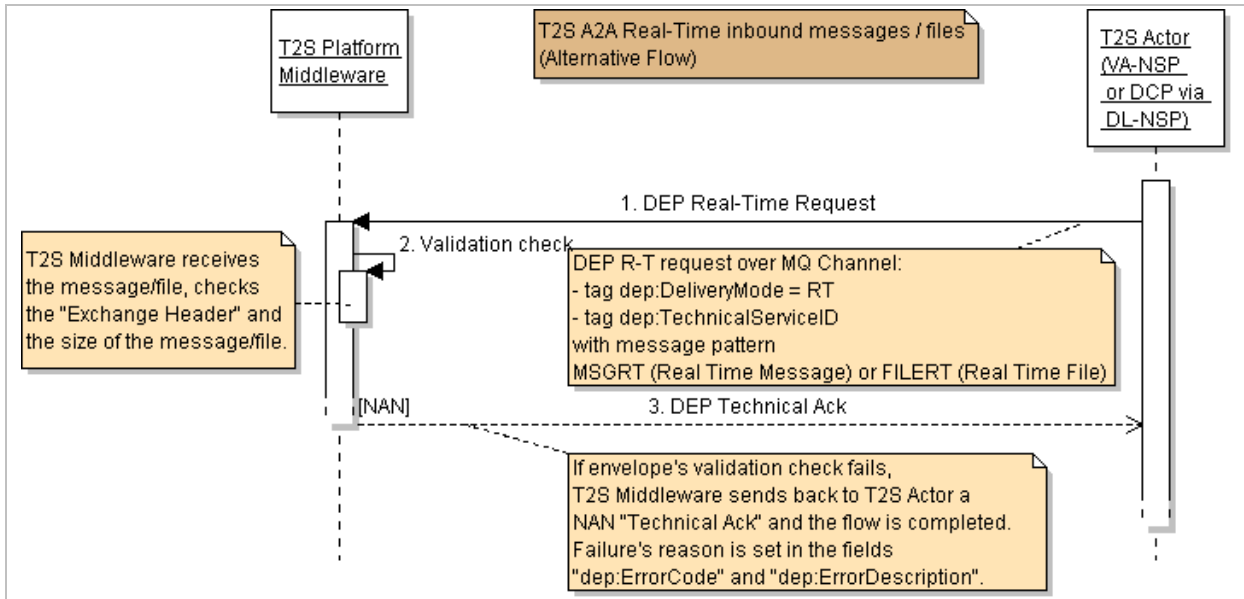 T2S Platform
Middleware
T2S A2A Real-Time inbound messages / files
(Alternative Flow)
T2S Actor
(VA-NSP
or DCP via
DL-NSP)
1. DEP Real-Time Request
2. Validation check
T2S Middleware receives
the message/file, checks
the "Exchange Header" and
the size of the message/file.
DEP R-T request over MQ Channel:
- tag dep:DeliveryMode = RT
- tag dep:TechnicalServiceID
with message pattern
MSGRT (Real Time Message) or FILERT (Real Time File)
[NAN]
3. DEP Technical Ack
If envelope's validation check fails,
T2S Middleware sends back to T2S Actor a
NAN "Technical Ack" and the flow is completed.
Failure's reason is set in the fields
"dep:ErrorCode" and "dep:ErrorDescription".